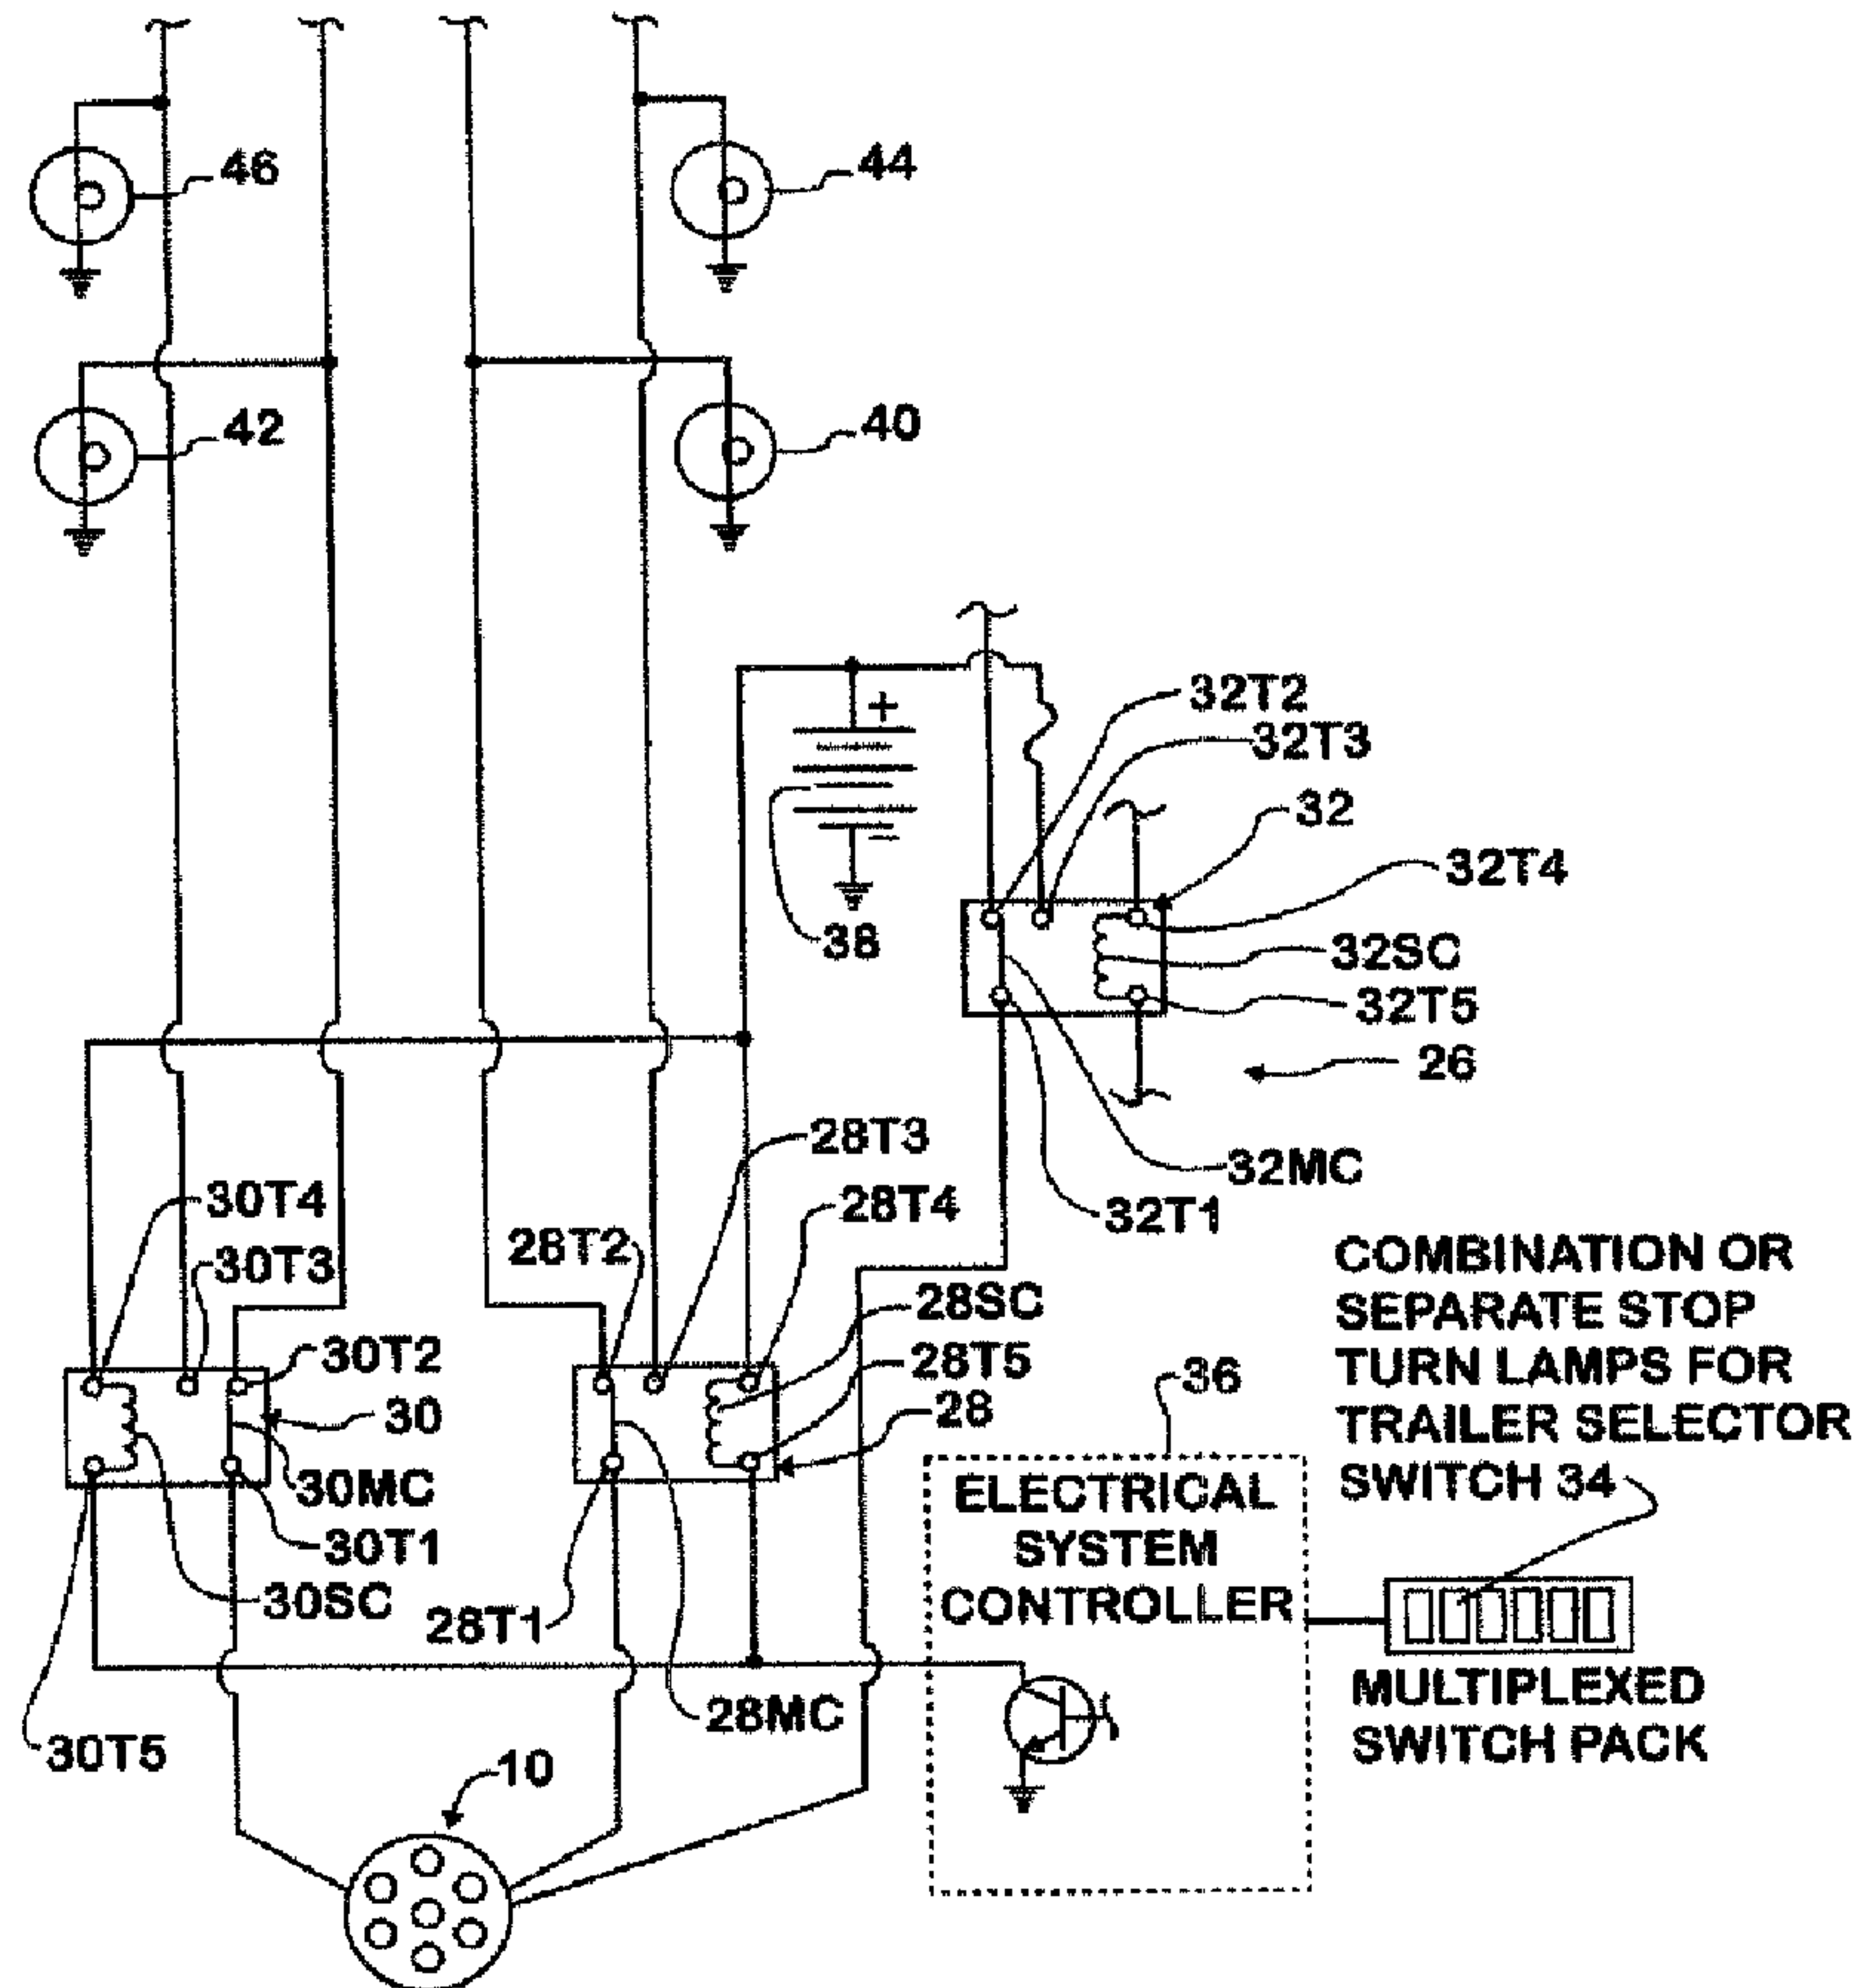 46
44
42
40
+
32T2
32T3
32
32T4
38
32SC
32T5
26
28T3
32MC
30T4
28T4
32T1
28T2
30T3
28SC
COMBINATION OR
SEPARATE STOP
TURN LAMPS FOR
TRAILER SELECTOR
SWITCH 34
30T2
28T5
36
30
28
30MC
ELECTRICAL
SYSTEM
CONTROLLER
30T1
30SC
28T1
28MC
MULTIPLEXED
SWITCH PACK
30T5
10